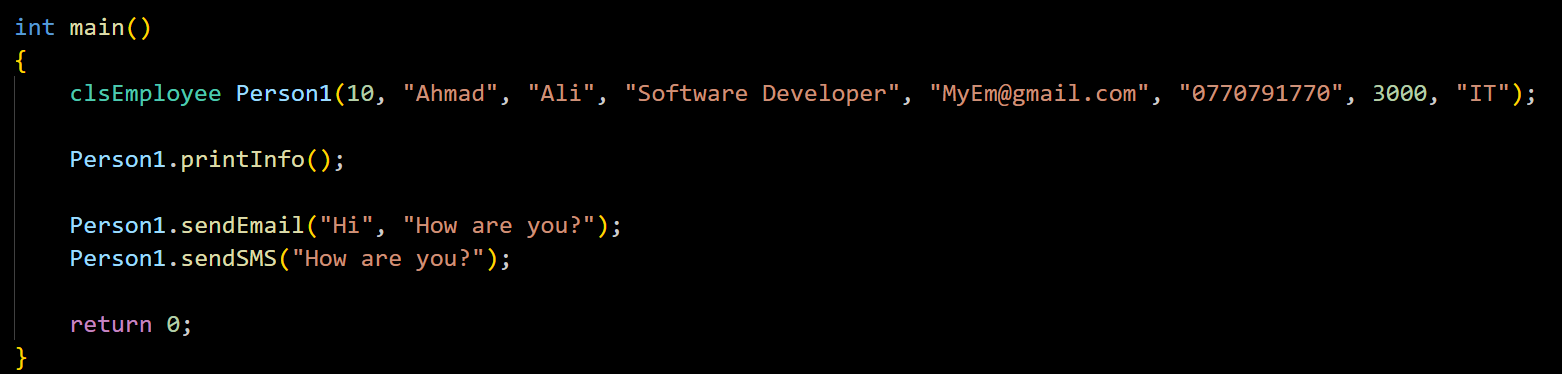 int main()
{
    clsEmployee Person1(10, "Ahmad", "Ali", "Software Developer", "MyEm@gmail.com", "0770791770", 3000, "IT");
    Person1.printInfo();
    Person1.sendEmail("Hi", "How are you?");
    Person1.sendSMS("How are you?");
    return 0;
}